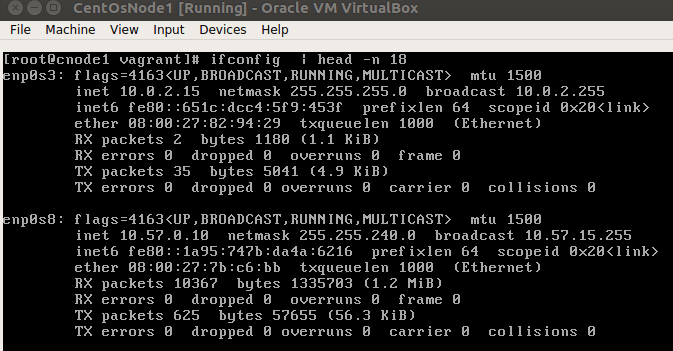 CentOsNode1 [Running] - Oracle VM VirtualBox
File Machine View Input Devices Help
[root@cnode1 vagrant]# ifconfig | head -n 18
enp0s3: flags=4163<UP,BROADCAST,RUNNING,MULTICAST> mtu 1500
inet 10.0.2.15 netmask 255.255.255.0 broadcast 10.0.2.255
inet6 fe80::651c:dcc4:5f9:453f prefixlen 64 scopeid 0x20<link>
ether 08:00:27:82:94:29 txqueuelen 1000 (Ethernet)
RX packets 2 bytes 1180 (1.1 KiB)
RX errors 0 dropped 0 overruns 0 frame 0
TX packets 35 bytes 5041 (4.9 KiB)
TX errors 0 dropped 0 overruns 0 carrier 0 collisions 0
enp0s8: flags=4163<UP,BROADCAST,RUNNING,MULTICAST> mtu 1500
inet 10.57.0.10 netmask 255.255.240.0 broadcast 10.57.15.255
inet6 fe80::1a95:747b:da4a:6216 prefixlen 64 scopeid 0x20<link>
ether 08:00:27:7b:c6:bb txqueuelen 1000 (Ethernet)
RX packets 10367 bytes 1335703 (1.2 MiB)
RX errors 0 dropped 0 overruns 0 frame 0
TX packets 625 bytes 57655 (56.3 KiB)
TX errors 0 dropped 0 overruns 0 carrier 0 collisions 0